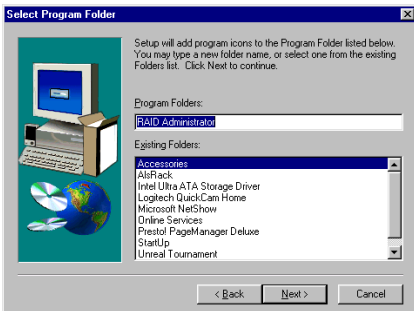 Select Program Folder
Setup will add program icons to the Program Folder listed below.
You may type a new folder name, or select one from the existing
Folders list. Click Next to continue.
Program Folders:
RAID Administrator
Existing Folders:
Accessories
AlsRack
Intel Ultra ATA Storage Driver
Logitech QuickCam Home
Microsoft NetShow
Online Services
Presto! PageManager Deluxe
StartUp
Unreal Tournament
< Back
Next >
Cancel